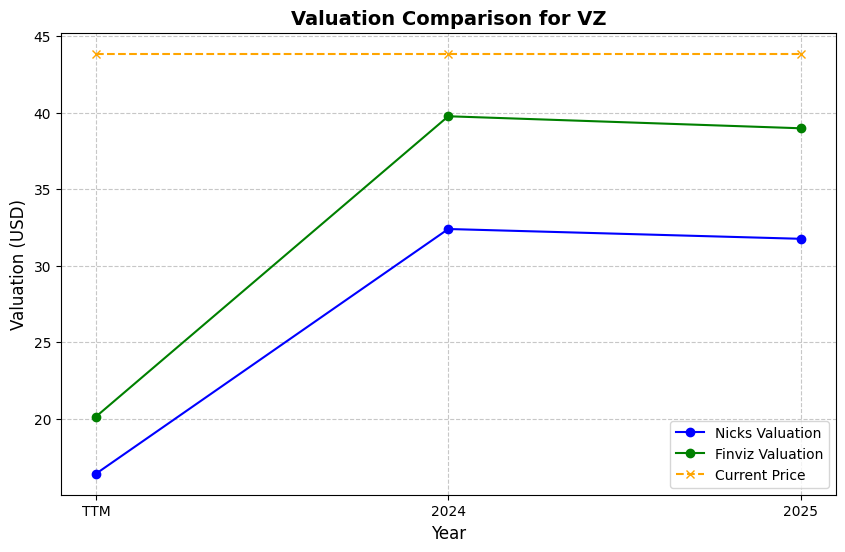 Valuation Comparison for VZ
Valuation (USD)
45
40
35
30
25
20
TTM
2024
2025
Year
Nicks Valuation
Finviz Valuation
Current Price